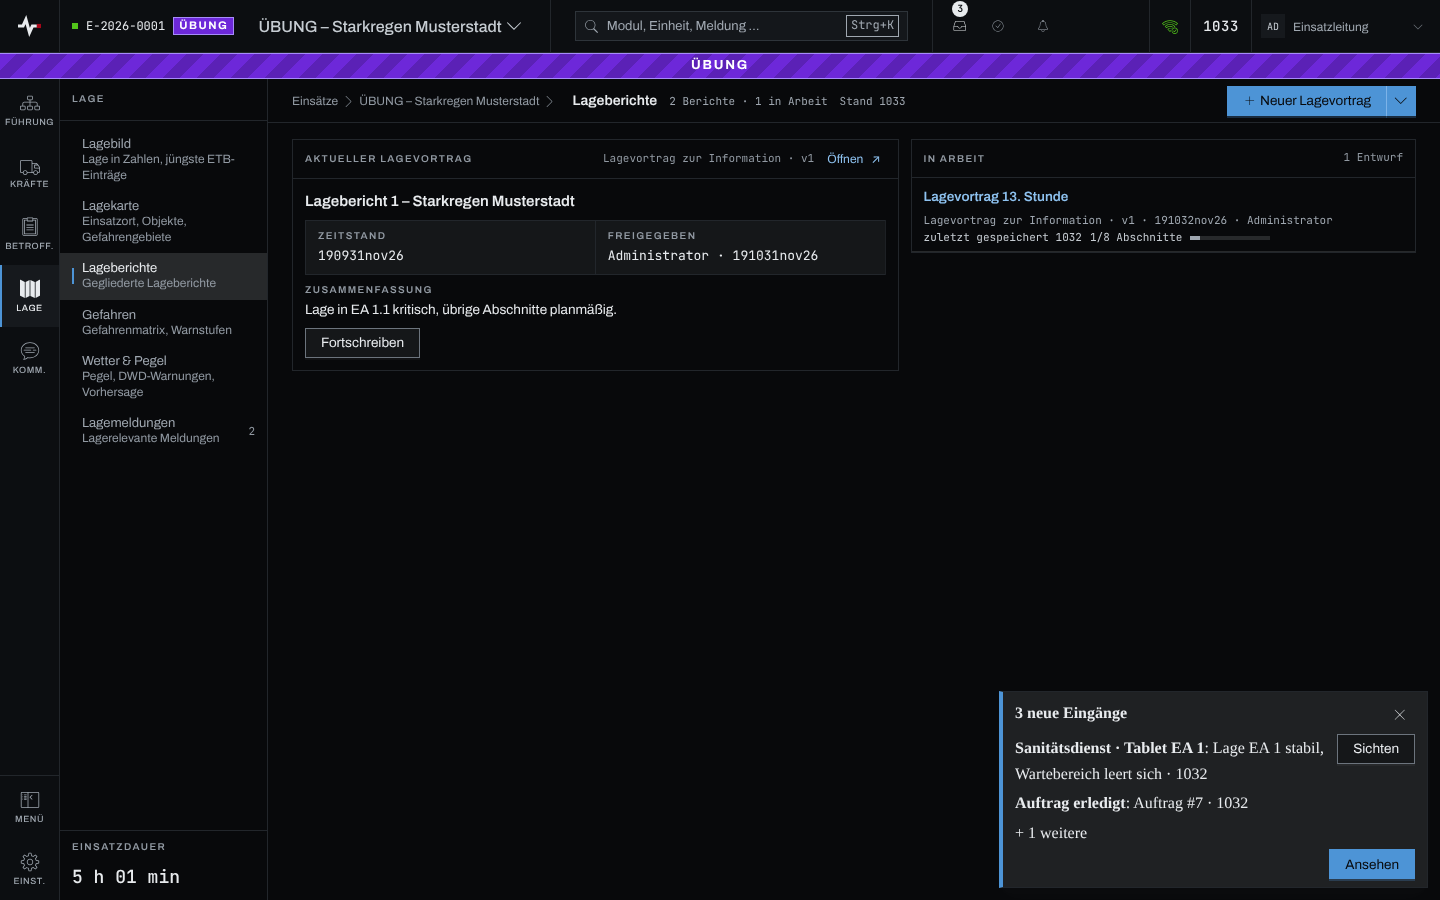 E-2026-0001 ÜBUNG ÜBUNG – Starkregen Musterstadt Modul, Einheit, Meldung ... Strg+K 3 1033 AD Einsatzleitung
ÜBUNG
FÜHRUNG
KRÄFTE
BETROFF.
LAGE
KOMM.
MENÜ
EINST.
LAGE
Lagebild
Lage in Zahlen, jüngste ETB-
Einträge
Lagekarte
Einsatzort, Objekte,
Gefahrengebiete
Lageberichte
Gegliederte Lageberichte
Gefahren
Gefahrenmatrix, Warnstufen
Wetter & Pegel
Pegel, DWD-Warnungen,
Vorhersage
Lagemeldungen
Lagerelevante Meldungen 2
EINSATZDAUER
5 h 01 min
Einsätze ÜBUNG – Starkregen Musterstadt Lageberichte 2 Berichte · 1 in Arbeit Stand 1033 + Neuer Lagevortrag
AKTUELLER LAGEVORTRAG Lagevortrag zur Information · v1 Öffnen
Lagebericht 1 – Starkregen Musterstadt
ZEITSTAND FREIGEGEBEN
190931nov26 Administrator · 191031nov26
ZUSAMMENFASSUNG
Lage in EA 1.1 kritisch, übrige Abschnitte planmäßig.
Fortschreiben
IN ARBEIT 1 Entwurf
Lagevortrag 13. Stunde
Lagevortrag zur Information · v1 · 191032nov26 · Administrator
zuletzt gespeichert 1032 1/8 Abschnitte
3 neue Eingänge
Sanitätsdienst · Tablet EA 1: Lage EA 1 stabil, Sichten
Wartebereich leert sich · 1032
Auftrag erledigt: Auftrag #7 · 1032
+ 1 weitere
Ansehen